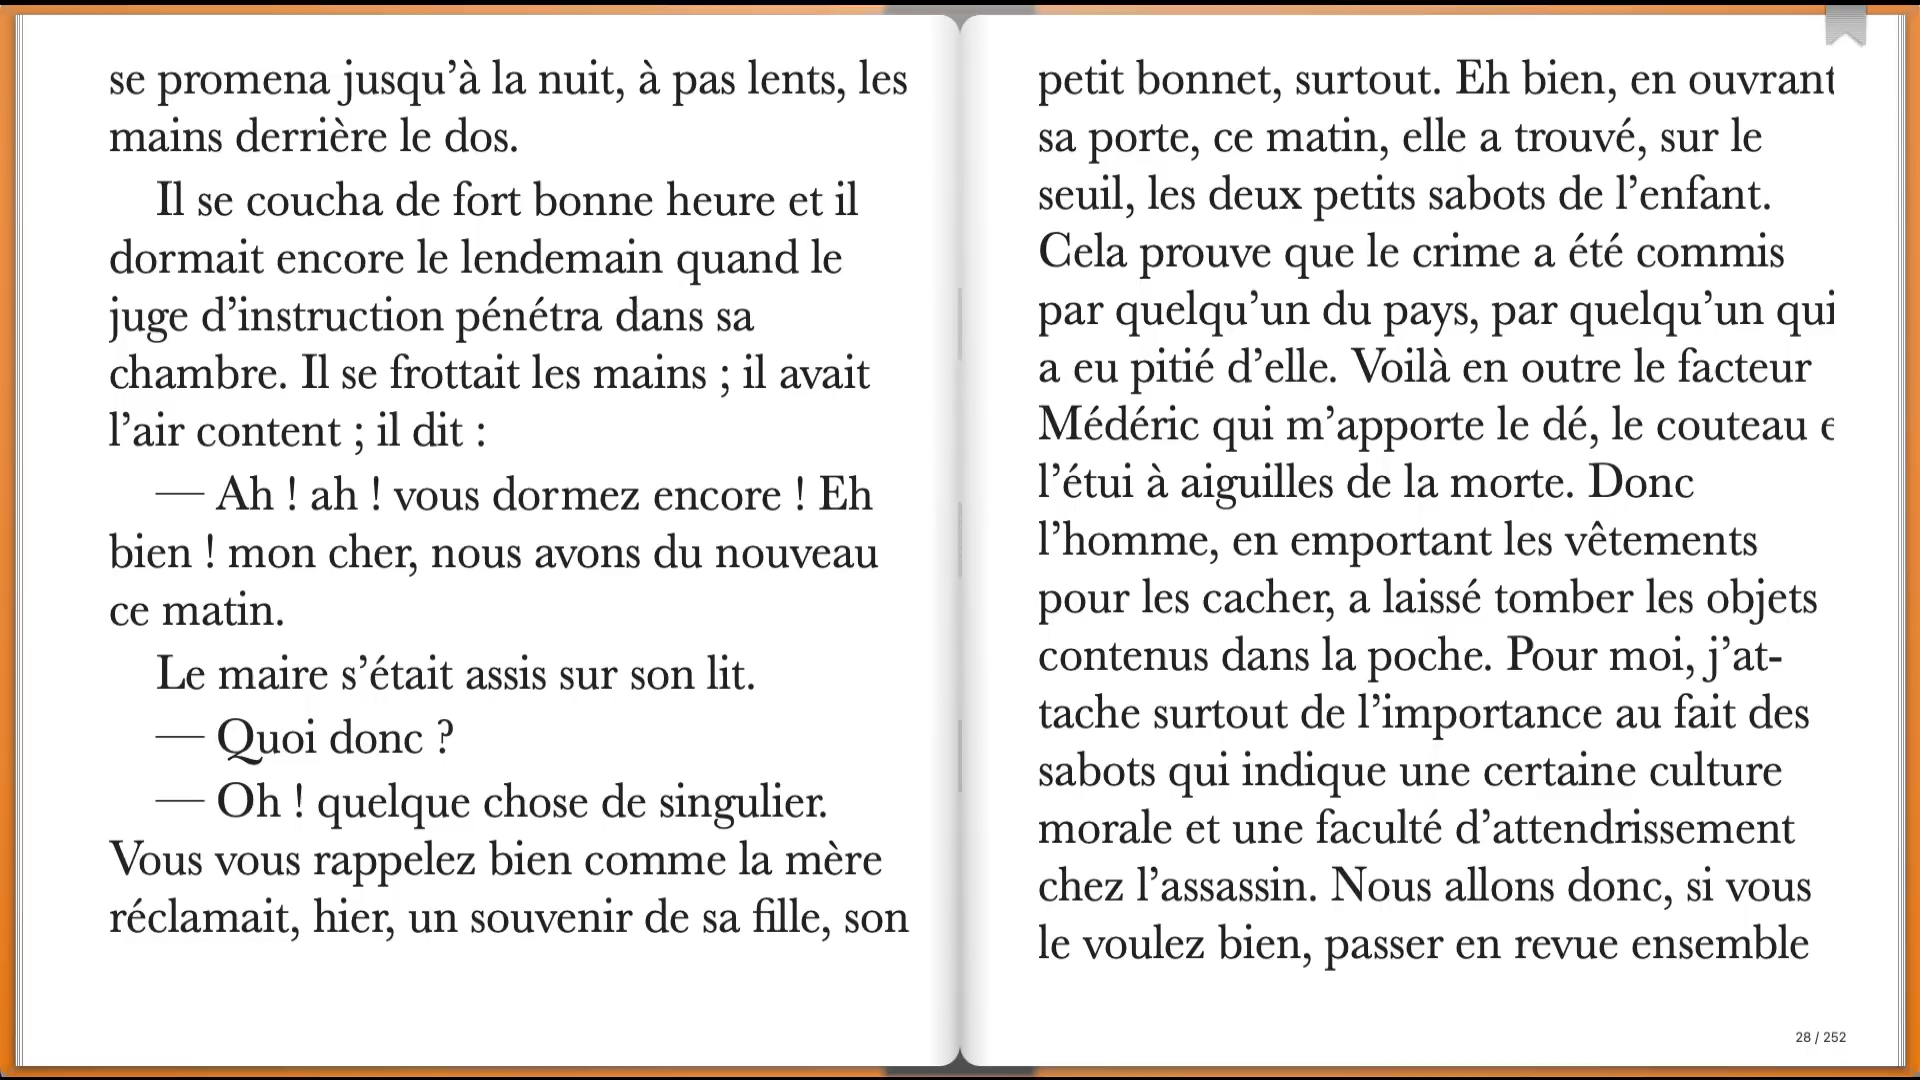 se promena jusqu’à la nuit, à pas lents, les
mains derrière le dos.
Il se coucha de fort bonne heure et il
dormait encore le lendemain quand le
juge d’instruction pénétra dans sa
chambre. Il se frottait les mains ; il avait
l’air content ; il dit :
— Ah ! ah ! vous dormez encore ! Eh
bien ! mon cher, nous avons du nouveau
ce matin.
Le maire s’était assis sur son lit.
— Quoi donc ?
— Oh ! quelque chose de singulier.
Vous vous rappelez bien comme la mère
réclamait, hier, un souvenir de sa fille, son
petit bonnet, surtout. Eh bien, en ouvrant
sa porte, ce matin, elle a trouvé, sur le
seuil, les deux petits sabots de l’enfant.
Cela prouve que le crime a été commis
par quelqu’un du pays, par quelqu’un qui
a eu pitié d’elle. Voilà en outre le facteur
Médéric qui m’apporte le dé, le couteau e
l’étui à aiguilles de la morte. Donc
l’homme, en emportant les vêtements
pour les cacher, a laissé tomber les objets
contenus dans la poche. Pour moi, j’at-
tache surtout de l’importance au fait des
sabots qui indique une certaine culture
morale et une faculté d’attendrissement
chez l’assassin. Nous allons donc, si vous
le voulez bien, passer en revue ensemble
28 / 252